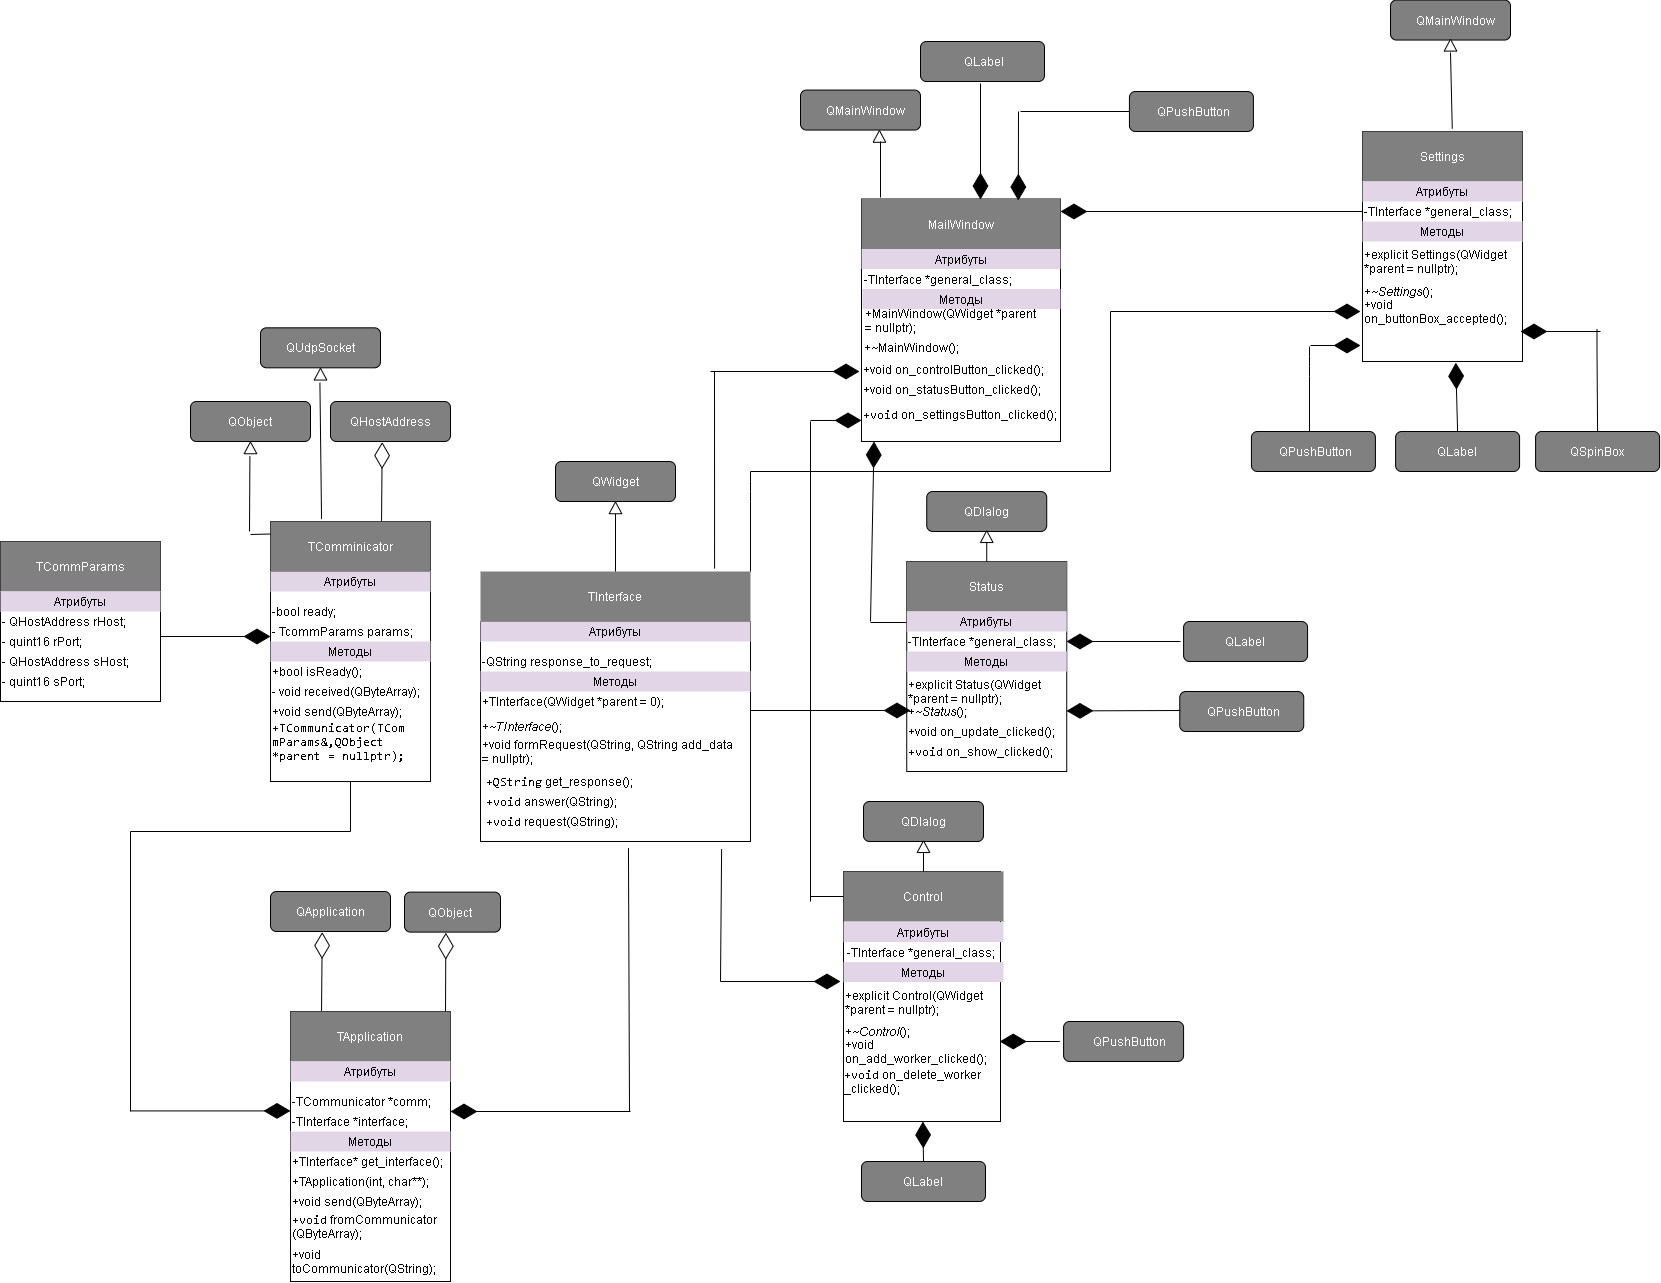 QMainWindow
QLabel
QMainWindow
QPushButton
Settings
Атрибуты
-TInterface *general_class;
Методы
+explicit Settings(QWidget
*parent = nullptr);
+~Settings();
+void
on_buttonBox_accepted();
QPushButton
QLabel
QSpinBox
MailWindow
Атрибуты
-TInterface *general_class;
Методы
+MainWindow(QWidget *parent
= nullptr);
+~MainWindow();
+void on_controlButton_clicked();
+void on_statusButton_clicked();
+void on_settingsButton_clicked();
QUdpSocket
QObject
QHostAddress
TCommParams
Атрибуты
- QHostAddress rHost;
- quint16 rPort;
- QHostAddress sHost;
- quint16 sPort;
TComminicator
Атрибуты
-bool ready;
- TcommParams params;
Методы
+bool isReady();
- void received(QByteArray);
+void send(QByteArray);
+TCommunicator(TCom
mParams&,QObject
*parent = nullptr);
QWidget
TInterface
Атрибуты
-QString response_to_request;
Методы
+TInterface(QWidget *parent = 0);
+~TInterface();
+void formRequest(QString, QString add_data
= nullptr);
+QString get_response();
+void answer(QString);
+void request(QString);
QDIalog
Status
Атрибуты
-TInterface *general_class;
Методы
+explicit Status(QWidget
*parent = nullptr);
+~Status();
+void on_update_clicked();
+void on_show_clicked();
QLabel
QPushButton
QDIalog
Control
Атрибуты
-TInterface *general_class;
Методы
+explicit Control(QWidget
*parent = nullptr);
+~Control();
+void
on_add_worker_clicked();
+void on_delete_worker
_clicked();
QPushButton
QLabel
QApplication
QObject
TApplication
Атрибуты
-TCommunicator *comm;
-TInterface *interface;
Методы
+TInterface* get_interface();
+TApplication(int, char**);
+void send(QByteArray);
+void fromCommunicator
(QByteArray);
+void
toCommunicator(QString);